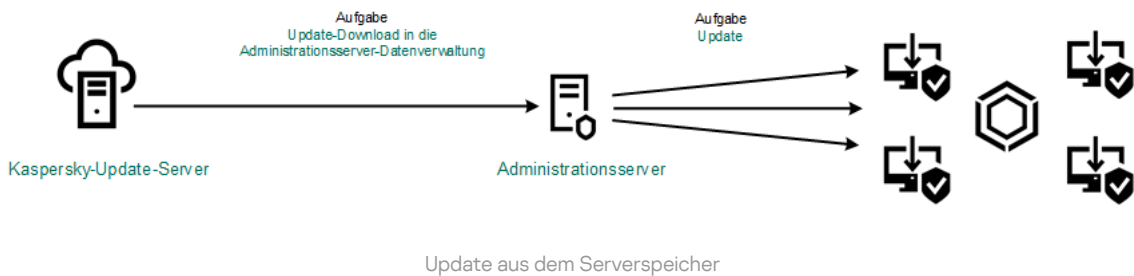 Aufgabe
Update-Download in die
Administrationsserver-Datenverwaltung
Aufgabe
Update
Kaspersky-Update-Server
Administrationsserver
Update aus dem Serverspeicher